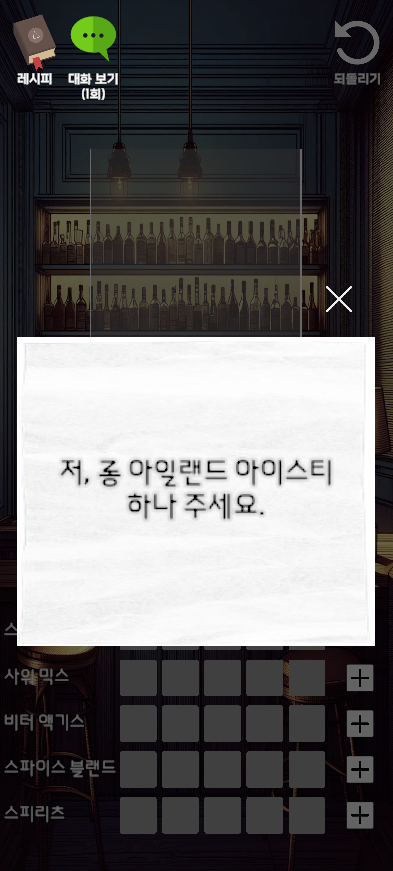 레시피
대화 보기
(1회)
되돌리기
저, 롱 아일랜드 아이스티
하나 주세요.
사워 믹스
비터 액기스
스파이스 블랜드
스피리츠